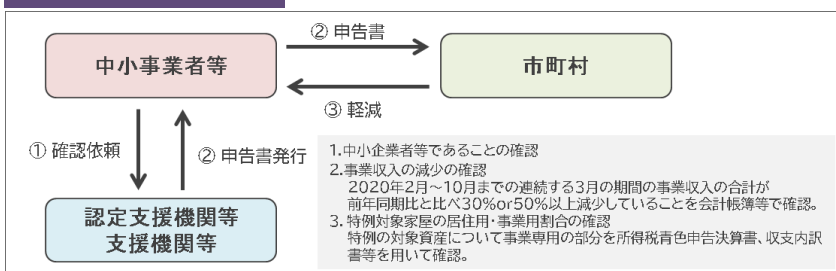 ② 申告書
中小事業者等
市町村
③ 軽減
① 確認依頼
② 申告書発行
認定支援機関等
支援機関等
1.中小企業者等であることの確認
2.事業収入の減少の確認
2020年2月～10月までの連続する3月の期間の事業収入の合計が
前年同期比と比べ30%or50%以上減少していることを会計帳簿等で確認。
3. 特例対象家屋の居住用・事業用割合の確認
特例の対象資産について事業専用の部分を所得税青色申告決算書、収支内訳
書等を用いて確認。